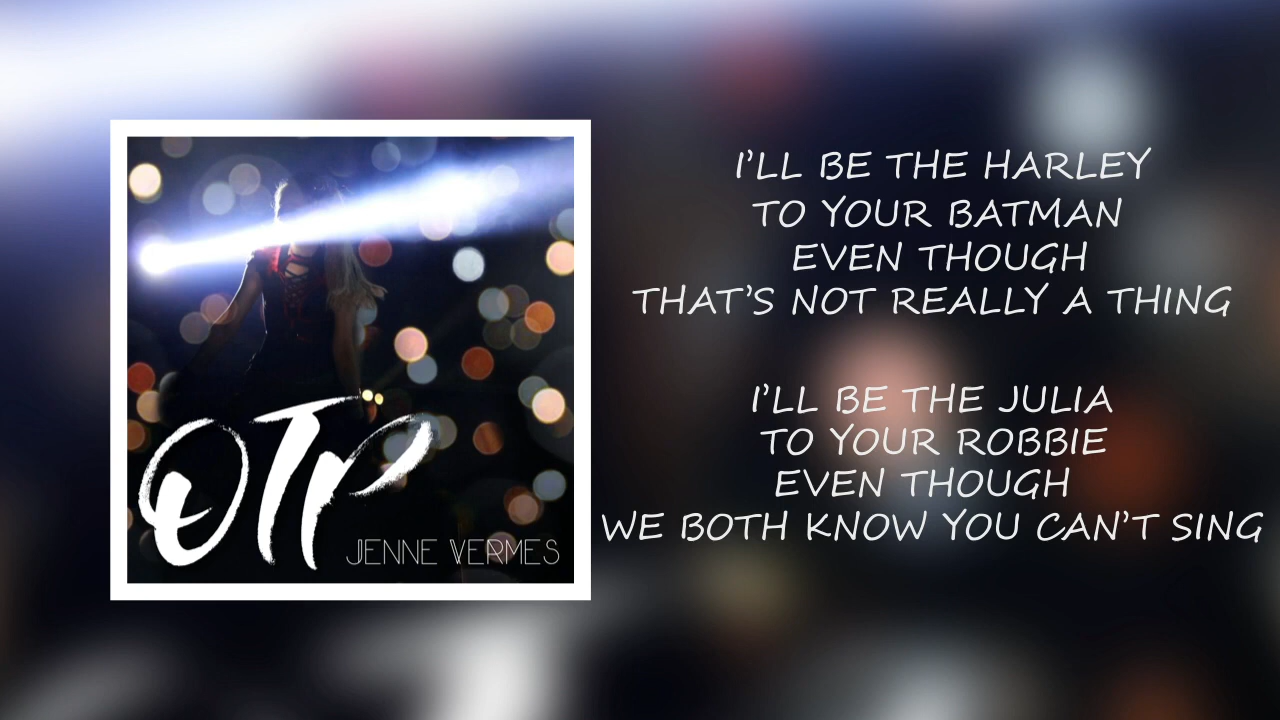 OTP
JENNE VERMES
I'LL BE THE HARLEY
TO YOUR BATMAN
EVEN THOUGH
THAT'S NOT REALLY A THING
I'LL BE THE JULIA
TO YOUR ROBBIE
EVEN THOUGH
WE BOTH KNOW YOU CAN'T SING